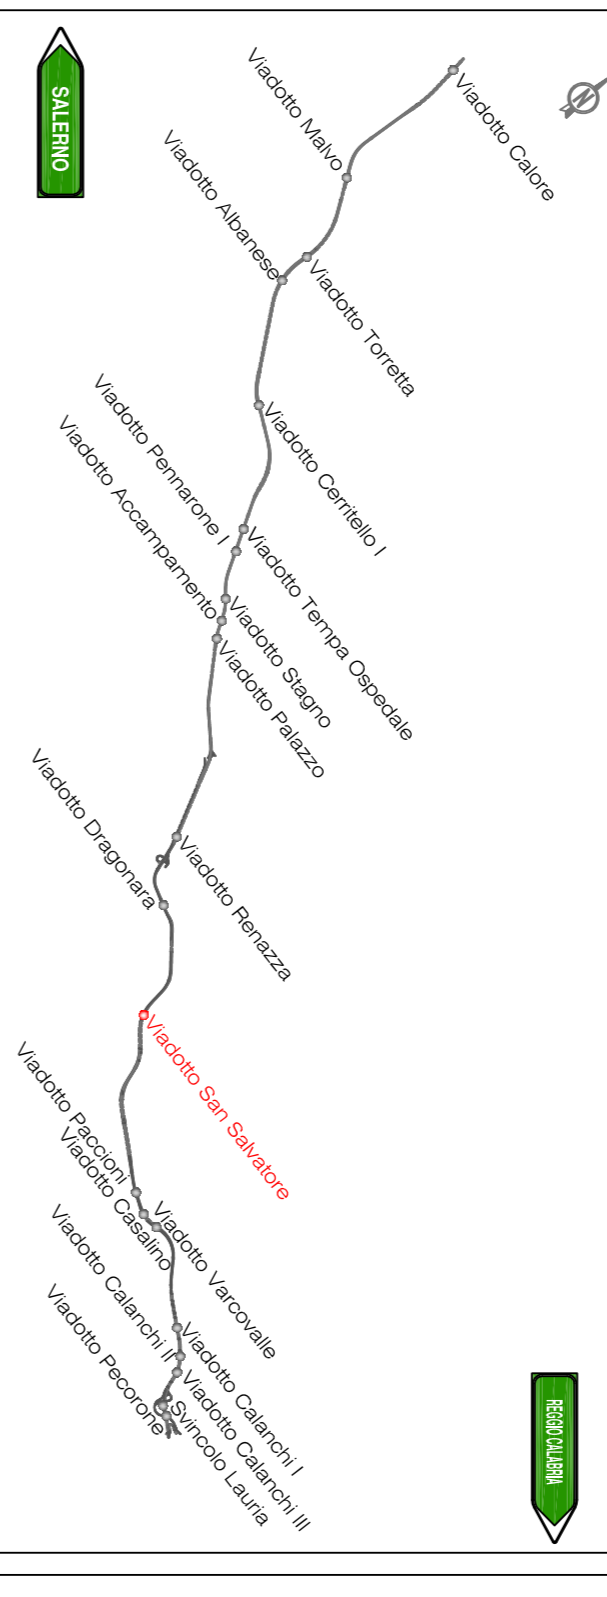 SALERNO
N
Viadotto Calore
Viadotto Malvo
Viadotto Torretta
Viadotto Albanese
Viadotto Cerritello I
Viadotto Tempa Ospedale
Viadotto Pennarone I
Viadotto Stagno
Viadotto Accampamento
Viadotto Palazzo
Viadotto Renazza
Viadotto Dragonara
Viadotto San Salvatore
Viadotto Paccioni
Viadotto Casalino
Viadotto Varcovalle
Viadotto Calanchi I
Viadotto Calanchi II
Viadotto Calanchi III
Svincolo Lauria
Viadotto Pecorone
REGGIO CALABRIA